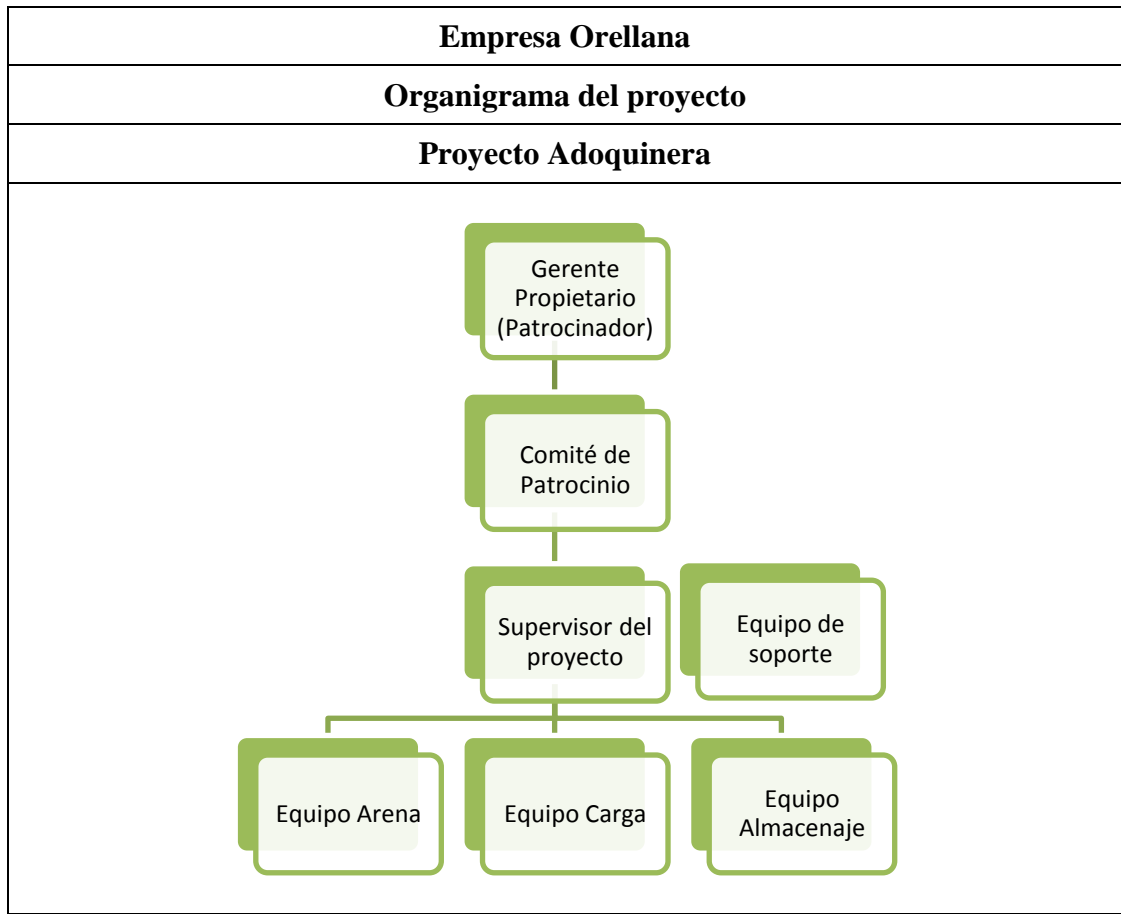 Empresa Orellana
Organigrama del proyecto
Proyecto Adoquinera
Gerente
Propietario
(Patrocinador)
Comité de
Patrocinio
Supervisor del
proyecto
Equipo de
soporte
Equipo Arena
Equipo Carga
Equipo
Almacenaje